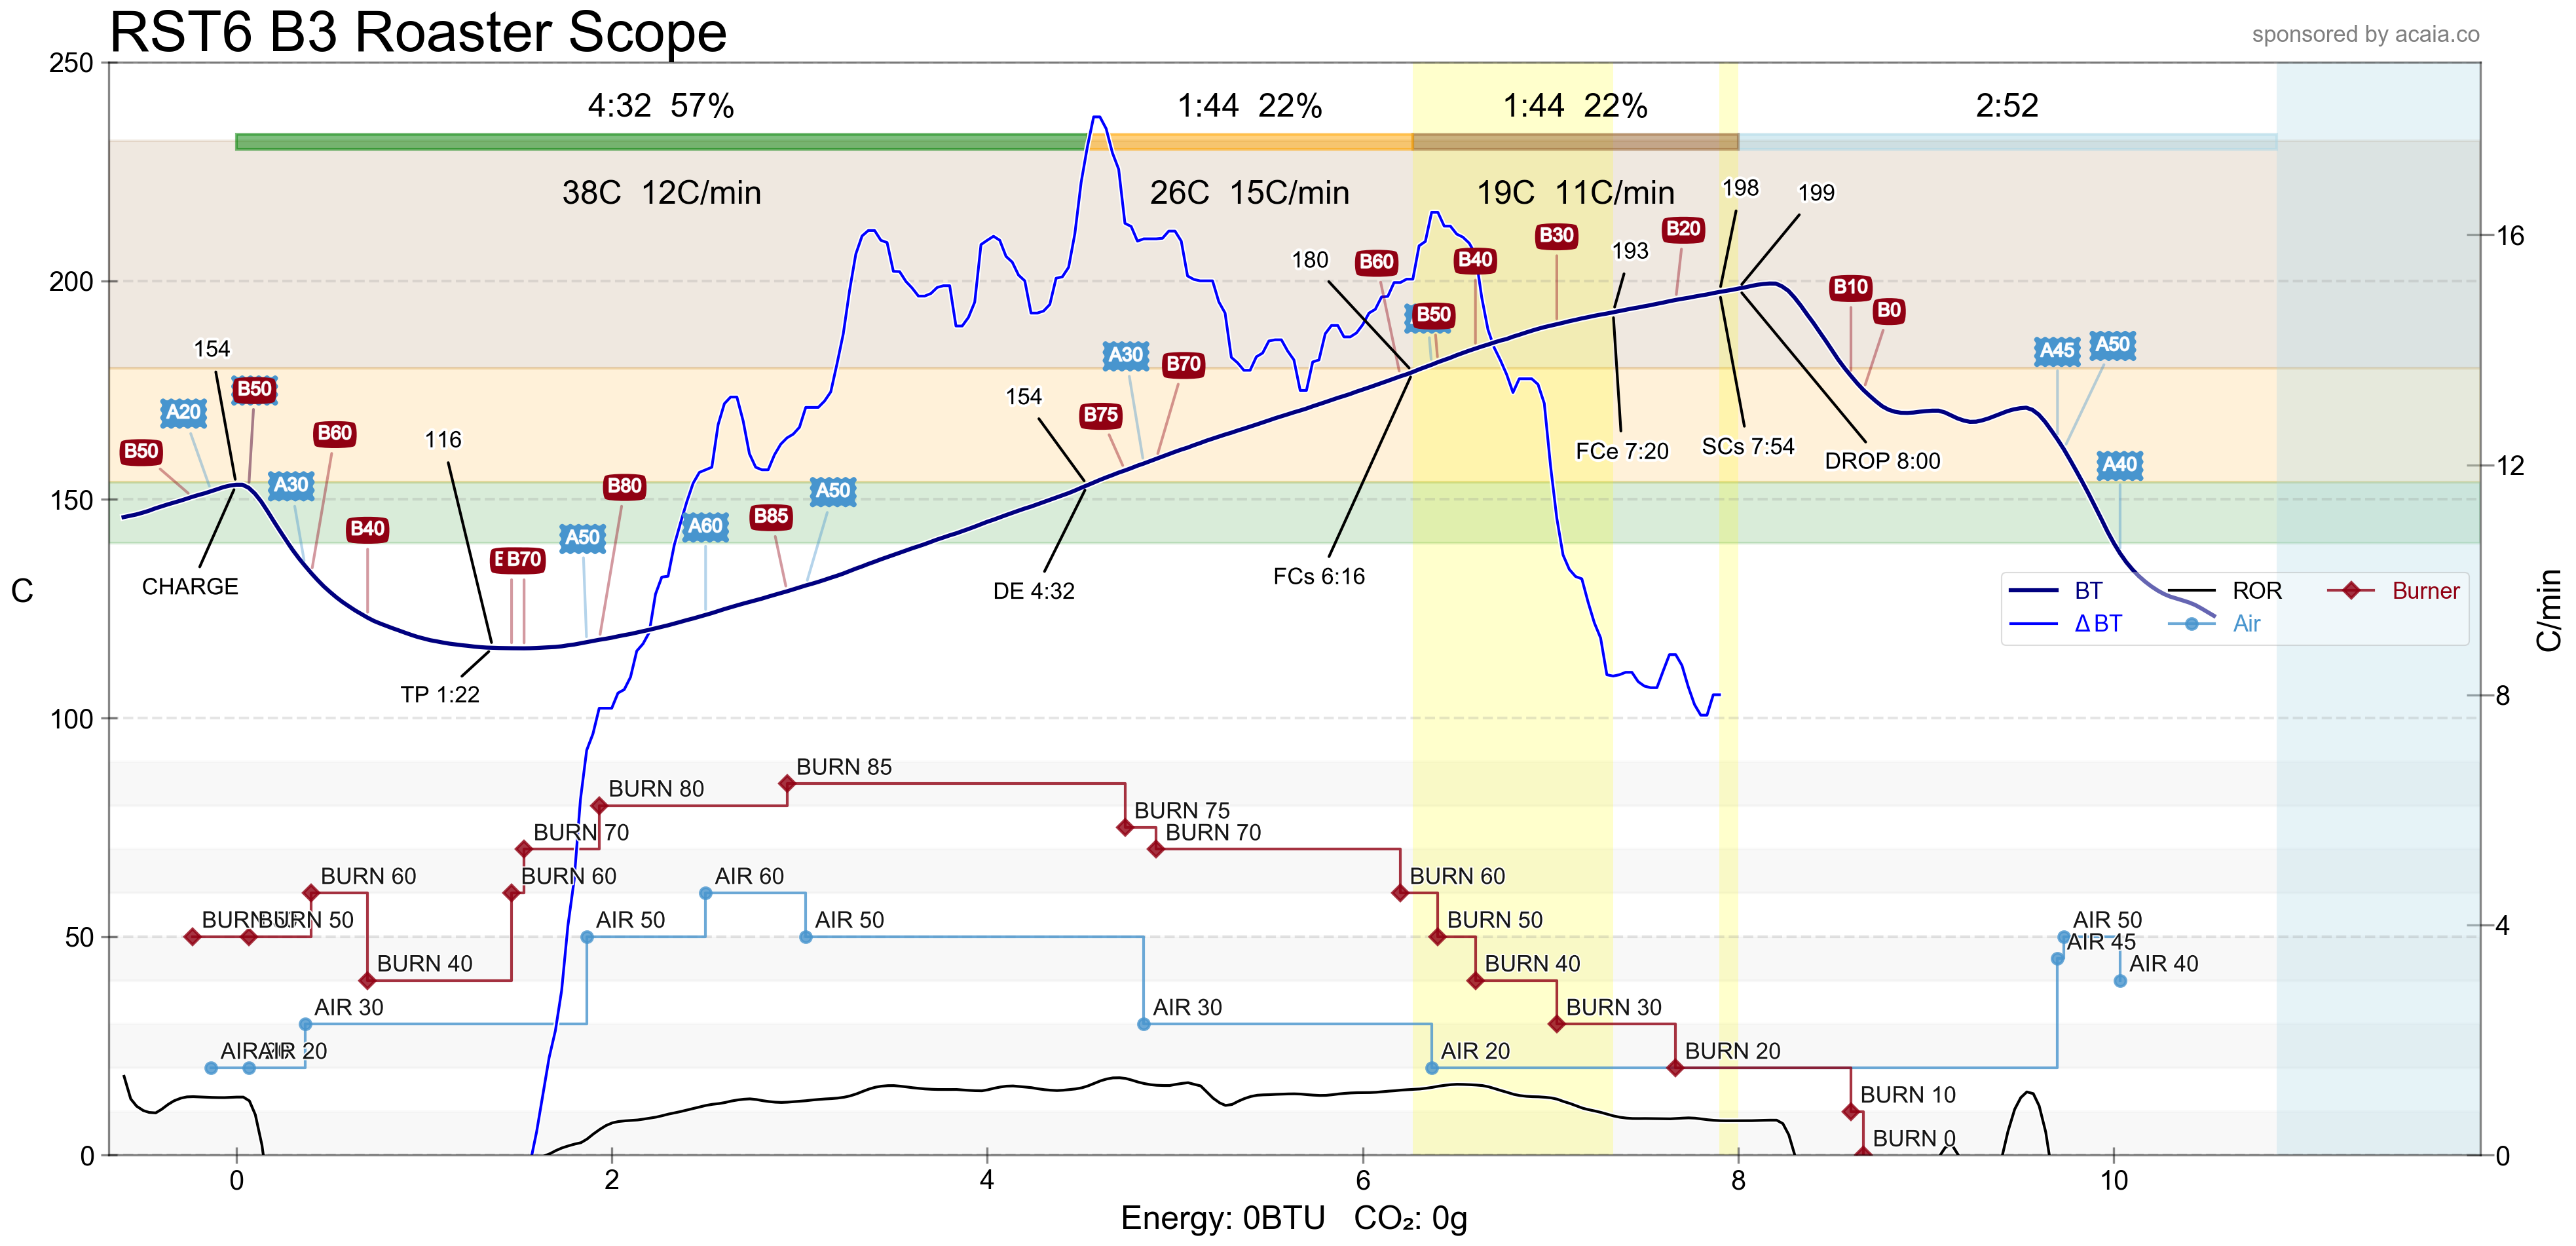 RST6 B3 Roaster Scope
sponsored by acaia.co
250
4:32 57%
1:44 22%
1:44 22%
2:52
38C 12C/min
26C 15C/min
19C 11C/min
198
199
B20
B30
193
16
180
B60
B40
200
B10
B0
B50
154
A30
B70
A45
A50
B50
A20
154
B75
B60
116
B50
FCe 7:20
SCs 7:54
DROP 8:00
A40
12
A30
B80
A50
150
B40
A60
B85
A50
B70
CHARGE
DE 4:32
FCs 6:16
C
C/min
BT
ROR
Burner
ΔBT
Air
TP 1:22
100
8
BURN 85
BURN 80
BURN 75
BURN 70
BURN 70
BURN 60
BURN 60
AIR 60
BURN 60
50
BURN 50
AIR 50
AIR 50
BURN 50
AIR 50
4
AIR 45
BURN 40
BURN 40
AIR 40
AIR 30
AIR 30
BURN 30
AIR 20
AIR 20
BURN 20
BURN 10
BURN 0
0
0
0
2
4
6
8
10
Energy: 0BTU CO₂: 0g